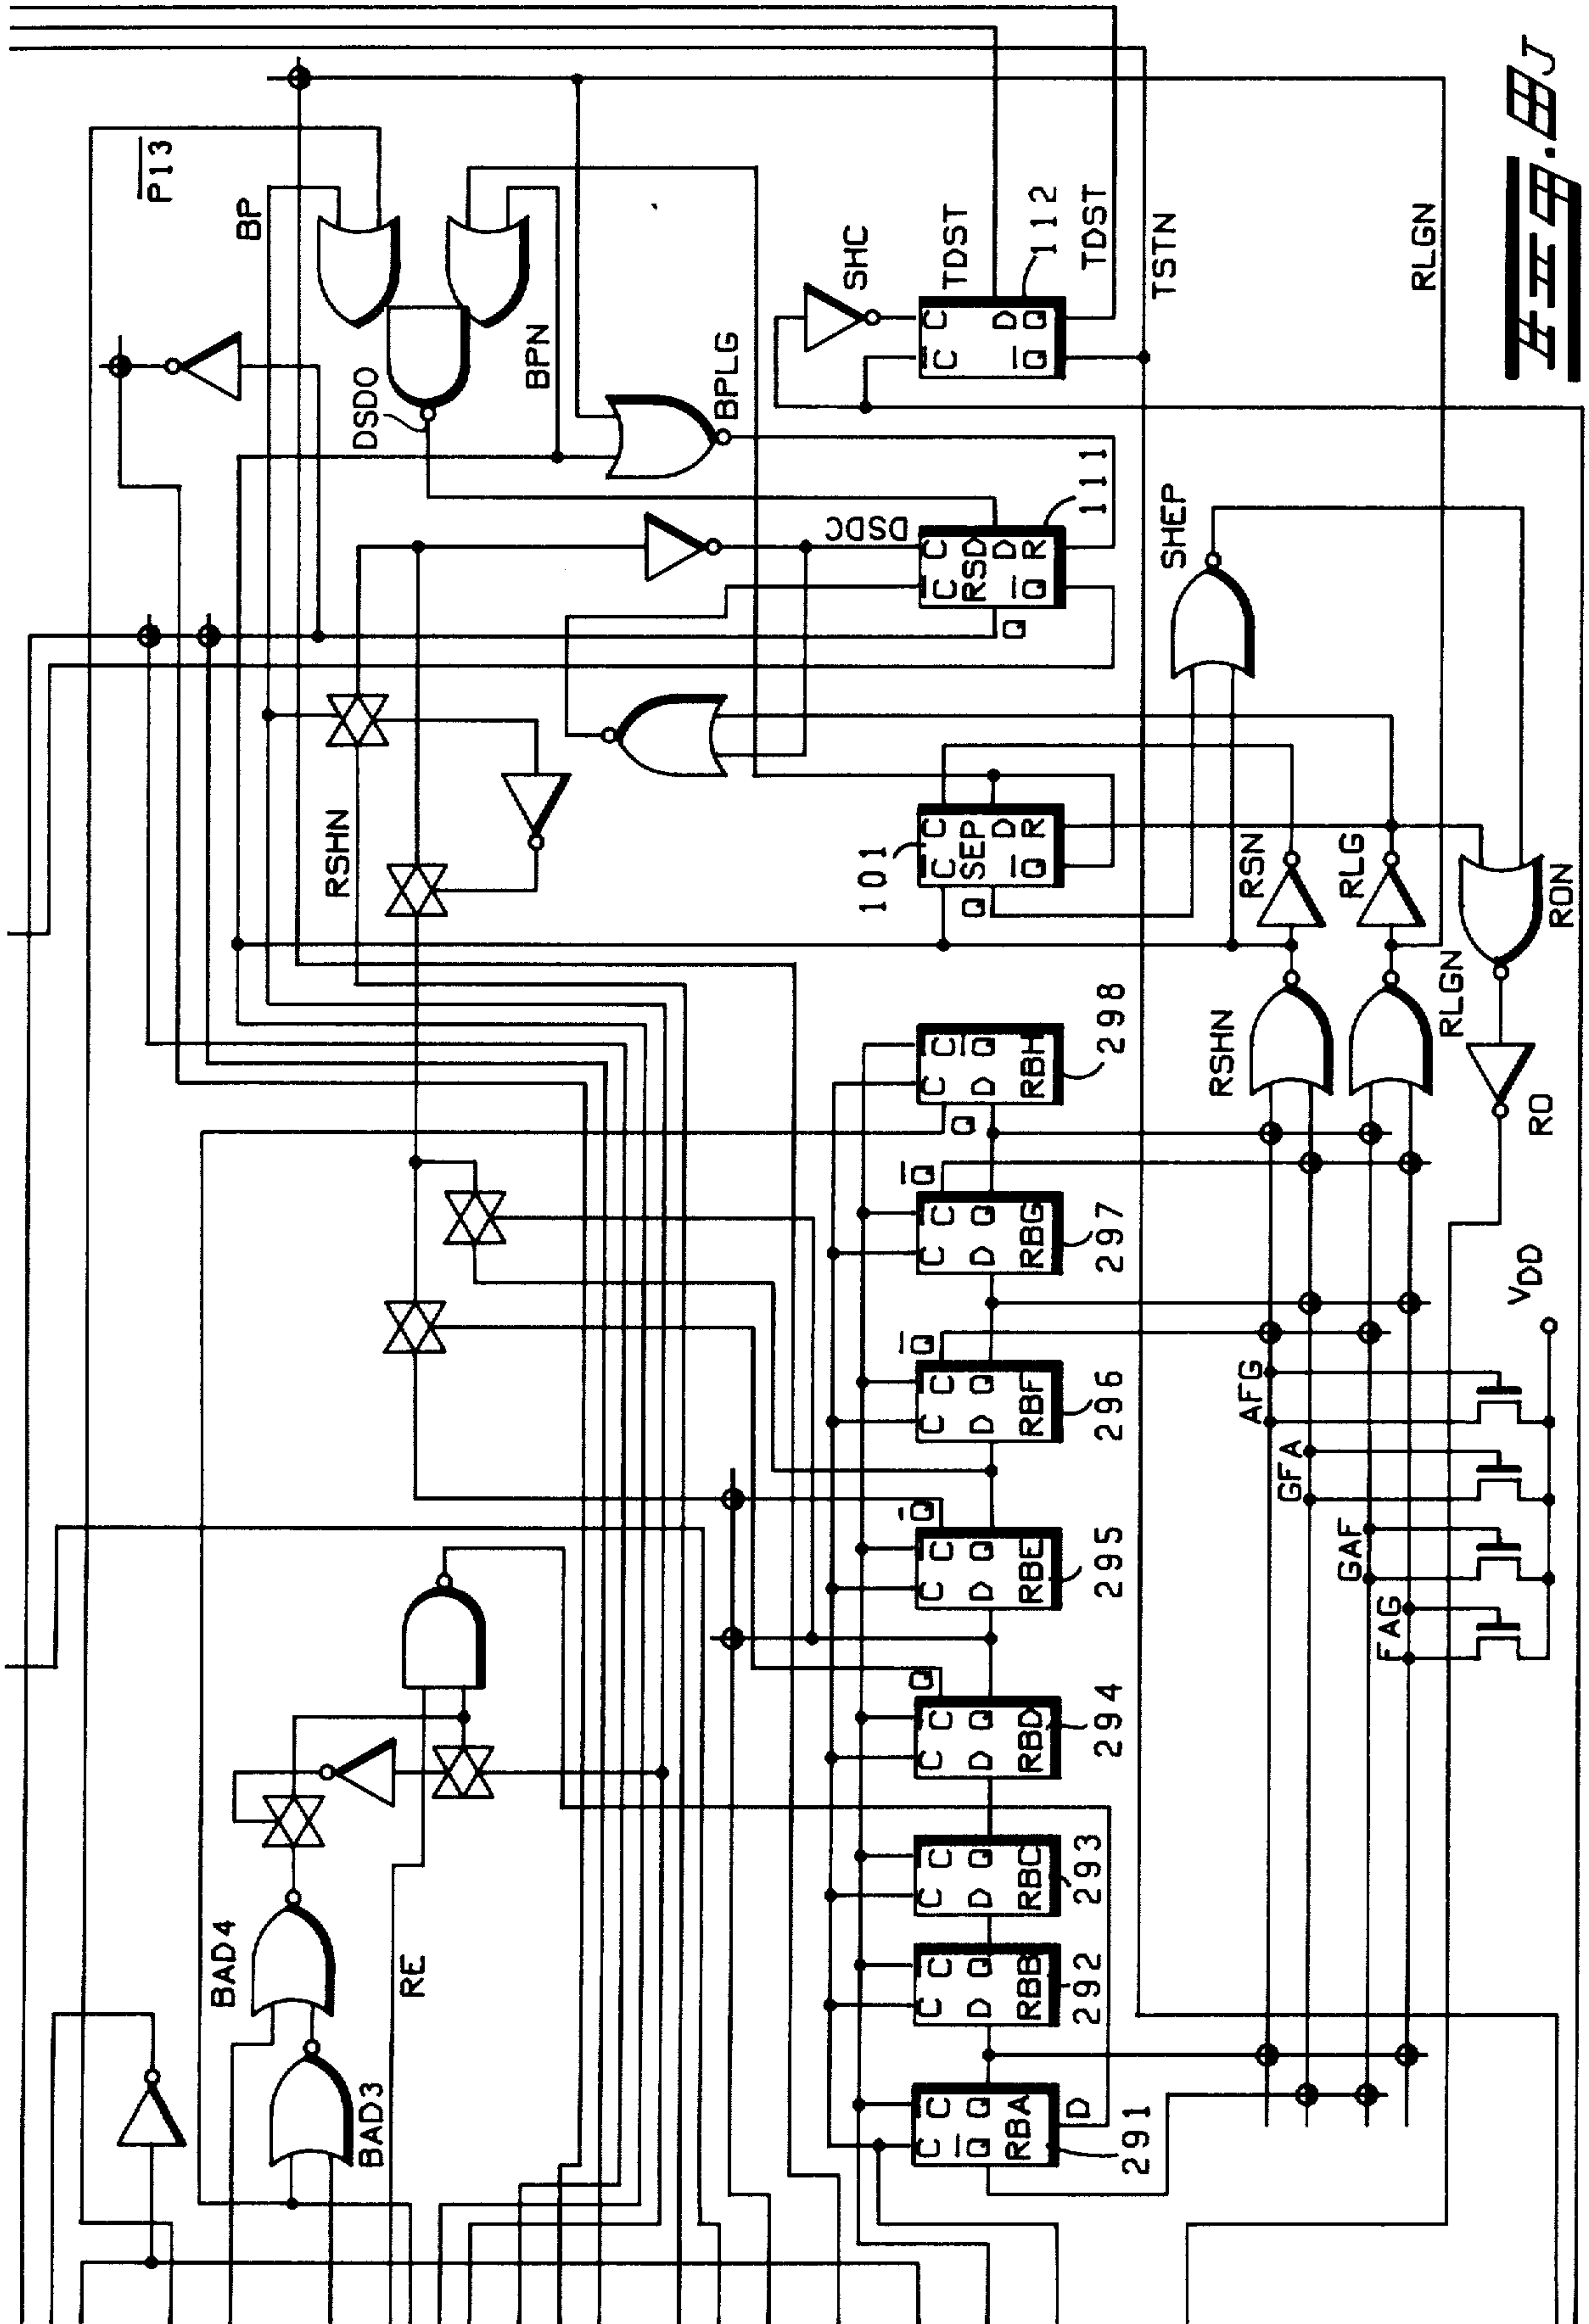 P13
BP
DSDO
BPN
BPLG
SHC
C
C
TDST
D
Q
Q
112
TDST
TSTN
RLGN
DSDC
C
C
RSD
D
R
Q
Q
111
SHEP
RSHN
101
C
C
SEP
D
R
Q
Q
RSN
RLG
RON
RLGN
RSHN
RO
C
C
Q
D
RBH
Q
298
Q
C
C
Q
D
RBG
297
Q
C
C
Q
D
RBF
296
Q
C
C
Q
D
RBE
295
Q
C
C
Q
D
RBD
294
C
C
Q
D
RBC
293
C
C
Q
D
RBB
292
C
C
Q
Q
RBA
D
291
AFG
GFA
GAF
FAG
VDD
BAD4
RE
BAD3